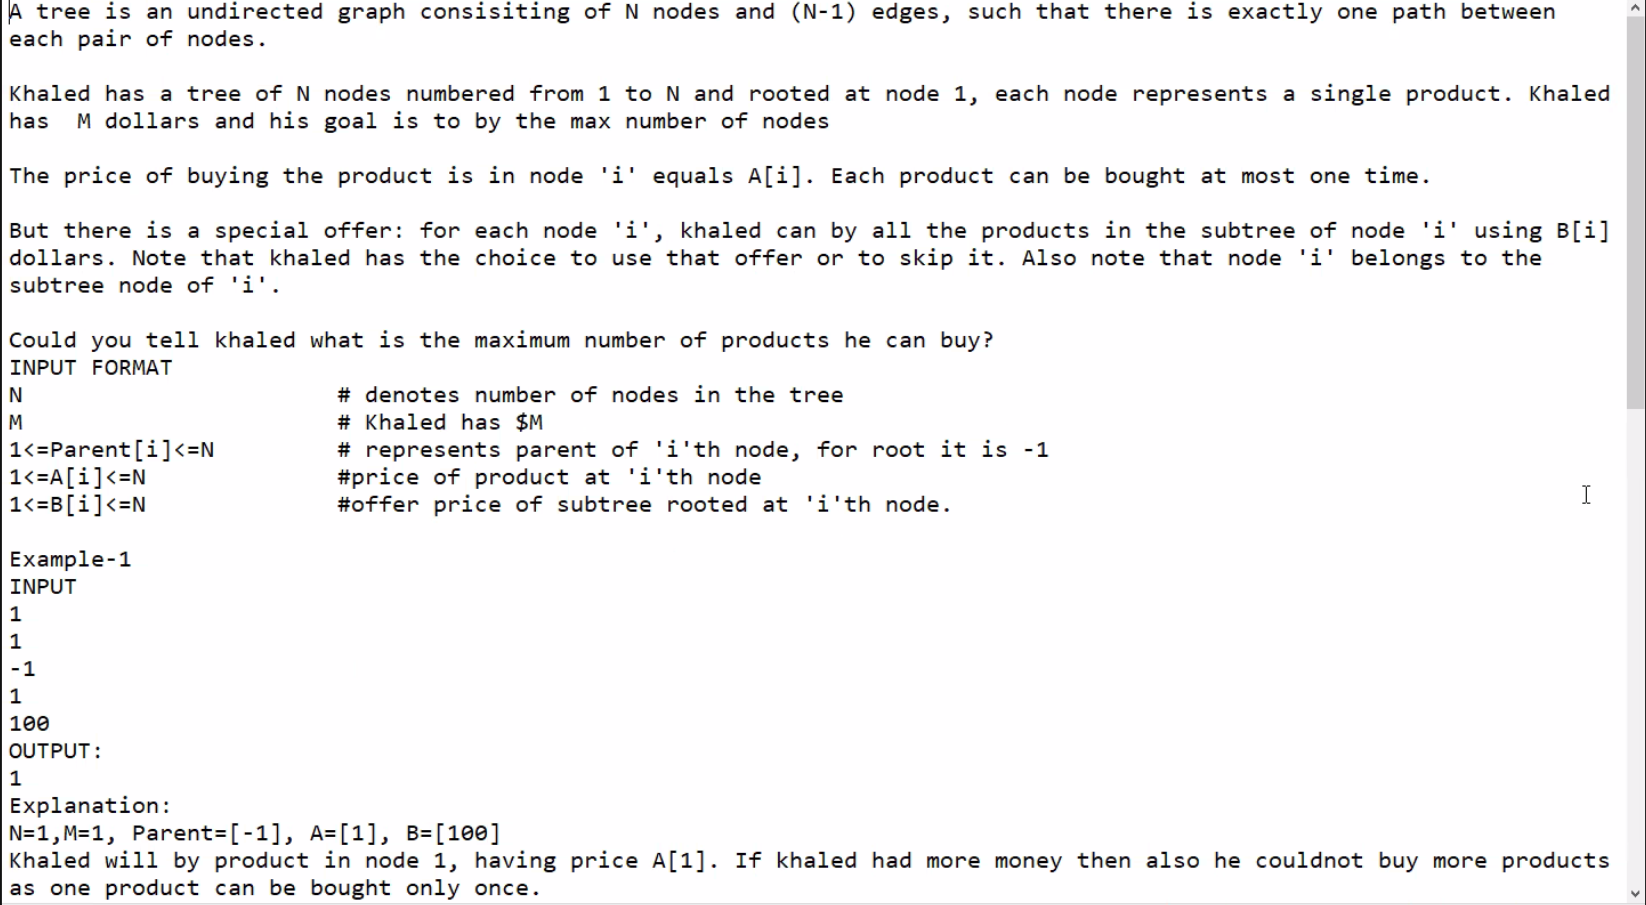 A tree is an undirected graph consisiting of N nodes and (N-1) edges, such that there is exactly one path between
each pair of nodes.
Khaled has a tree of N nodes numbered from 1 to N and rooted at node 1, each node represents a single product. Khaled
has  M dollars and his goal is to by the max number of nodes
The price of buying the product is in node 'i' equals A[i]. Each product can be bought at most one time.
But there is a special offer: for each node 'i', khaled can by all the products in the subtree of node 'i' using B[i]
dollars. Note that khaled has the choice to use that offer or to skip it. Also note that node 'i' belongs to the
subtree node of 'i'.
Could you tell khaled what is the maximum number of products he can buy?
INPUT FORMAT
N # denotes number of nodes in the tree
M # Khaled has $M
1<=Parent[i]<=N # represents parent of 'i'th node, for root it is -1
1<=A[i]<=N #price of product at 'i'th node
1<=B[i]<=N #offer price of subtree rooted at 'i'th node.
Example-1
INPUT
1
1
-1
1
100
OUTPUT:
1
Explanation:
N=1,M=1, Parent=[-1], A=[1], B=[100]
Khaled will by product in node 1, having price A[1]. If khaled had more money then also he couldnot buy more products
as one product can be bought only once.